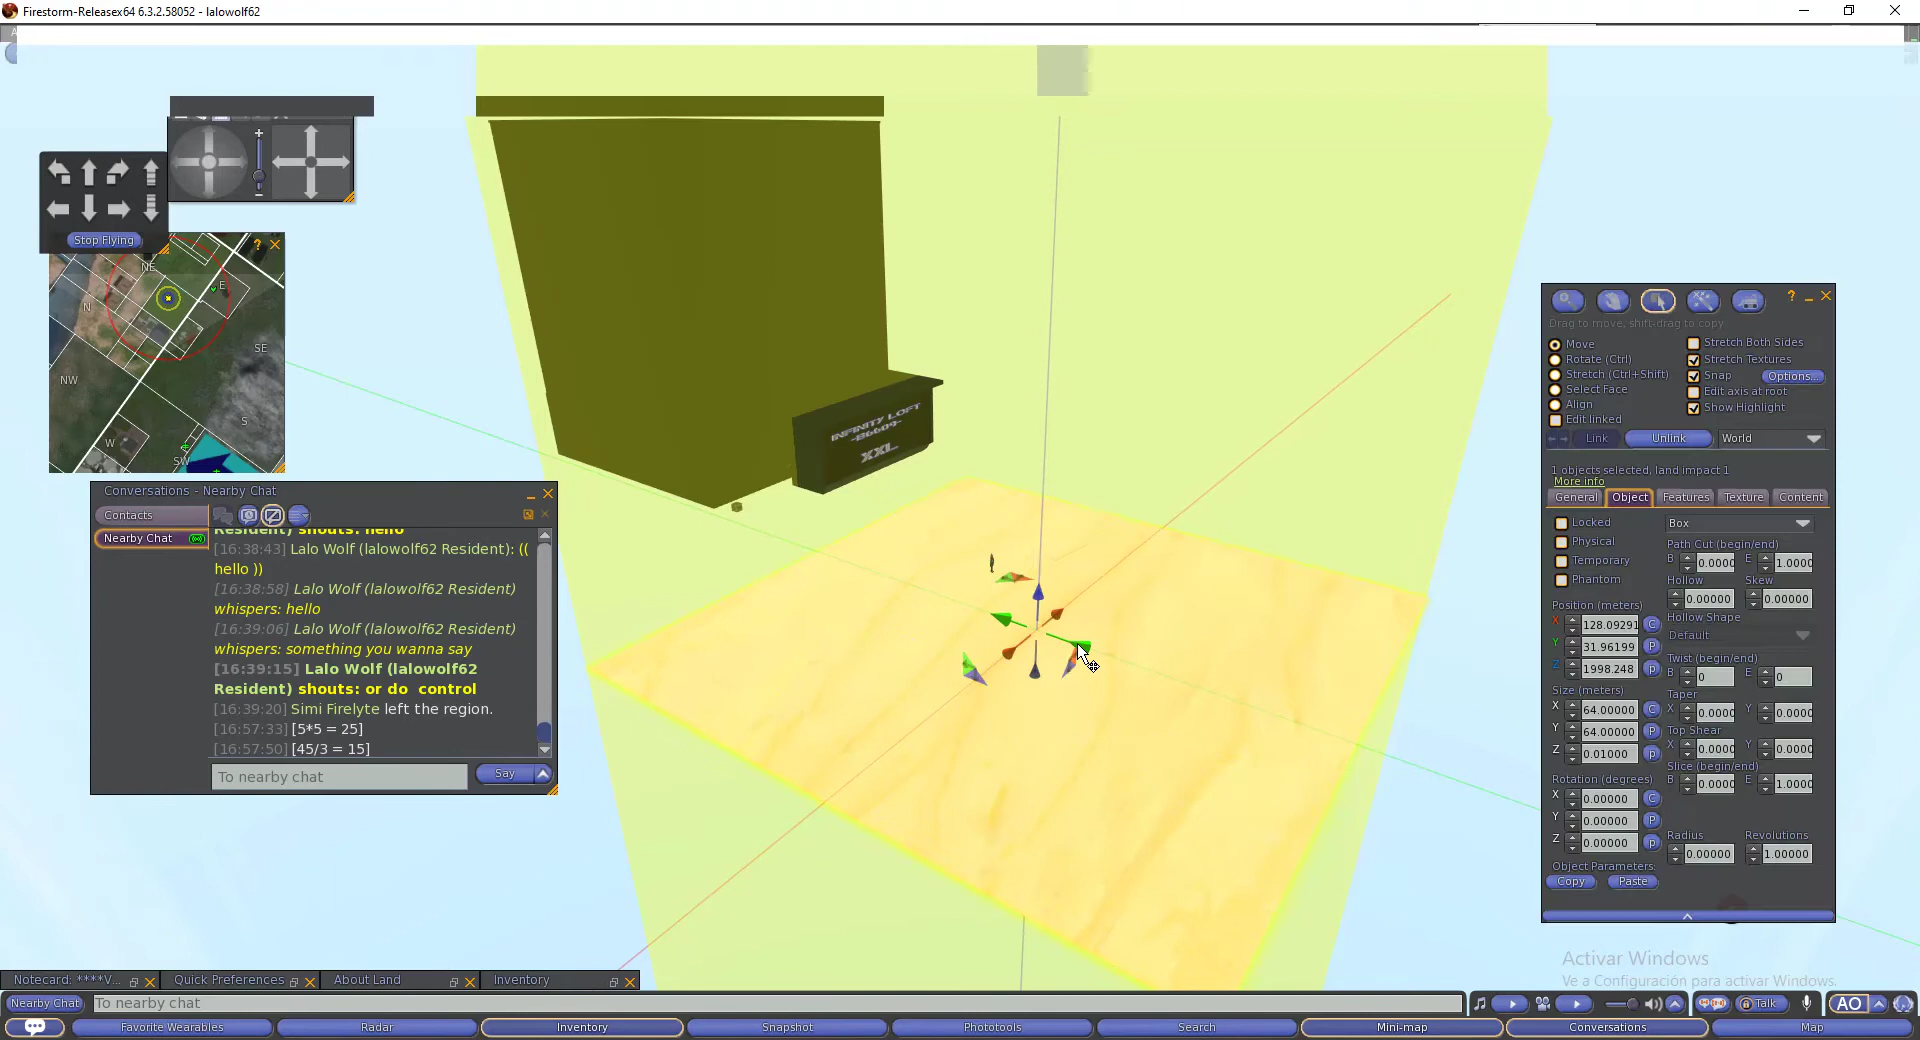 Firestorm-Releasex64 6.3.2.58052 - lalowolf62
Stop Flying
NE
E
N
SE
NW
S
W
SW
INFINITY LOFT
-B6609-
XXL
Conversations - Nearby Chat
Contacts
Nearby Chat
Resident) shouts: hello
[16:38:43] Lalo Wolf (lalowolf62 Resident): ((
hello ))
[16:38:58] Lalo Wolf (lalowolf62 Resident)
whispers: hello
[16:39:06] Lalo Wolf (lalowolf62 Resident)
whispers: something you wanna say
[16:39:15] Lalo Wolf (lalowolf62
Resident) shouts: or do  control
[16:39:20] Simi Firelyte left the region.
[16:57:33] [5*5 = 25]
[16:57:50] [45/3 = 15]
To nearby chat
Say
Drag to move, shift-drag to copy
Move
Rotate (Ctrl)
Stretch (Ctrl+Shift)
Select Face
Align
Edit linked
Stretch Both Sides
Stretch Textures
Snap
Options...
Edit axis at root
Show Highlight
Link
Unlink
World
1 objects selected, land impact 1
More info
General
Object
Features
Texture
Content
Locked
Physical
Temporary
Phantom
Position (meters)
X 128.09291 C
Y 31.96199 P
Z 1998.248 P
Size (meters)
X 64.00000 C
Y 64.00000 P
Z 0.01000 P
Rotation (degrees)
X 0.00000 C
Y 0.00000 P
Z 0.00000 P
Object Parameters:
Copy
Paste
Box
Path Cut (begin/end)
B 0.0000 E 1.0000
Hollow
Skew
0.00000
0.00000
Hollow Shape
Default
Twist (begin/end)
B 0 E 0
Taper
X 0.0000 Y 0.0000
Top Shear
X 0.0000 Y 0.0000
Slice (begin/end)
B 0.0000 E 1.0000
Radius
Revolutions
0.00000
1.00000
Activar Windows
Ve a Configuración para activar Windows.
Notecard: ****V...
Quick Preferences
About Land
Inventory
Nearby Chat
To nearby chat
Talk
AO
Favorite Wearables
Radar
Inventory
Snapshot
Phototools
Search
Mini-map
Conversations
Map